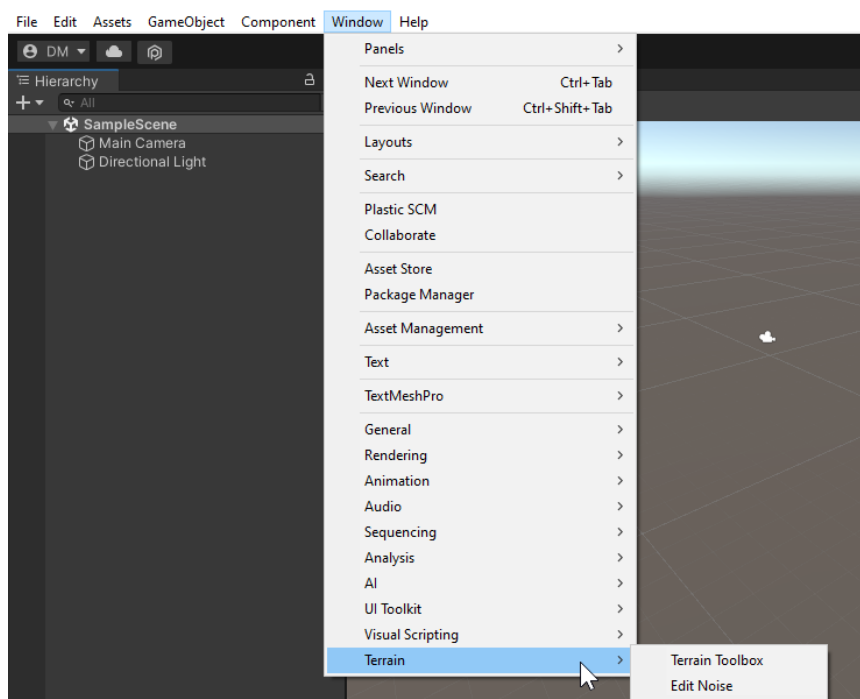 File Edit Assets GameObject Component Window Help
DM
Hierarchy
All
SampleScene
Main Camera
Directional Light
Panels
Next Window Ctrl+Tab
Previous Window Ctrl+Shift+Tab
Layouts
Search
Plastic SCM
Collaborate
Asset Store
Package Manager
Asset Management
Text
TextMeshPro
General
Rendering
Animation
Audio
Sequencing
Analysis
AI
UI Toolkit
Visual Scripting
Terrain
Terrain Toolbox
Edit Noise